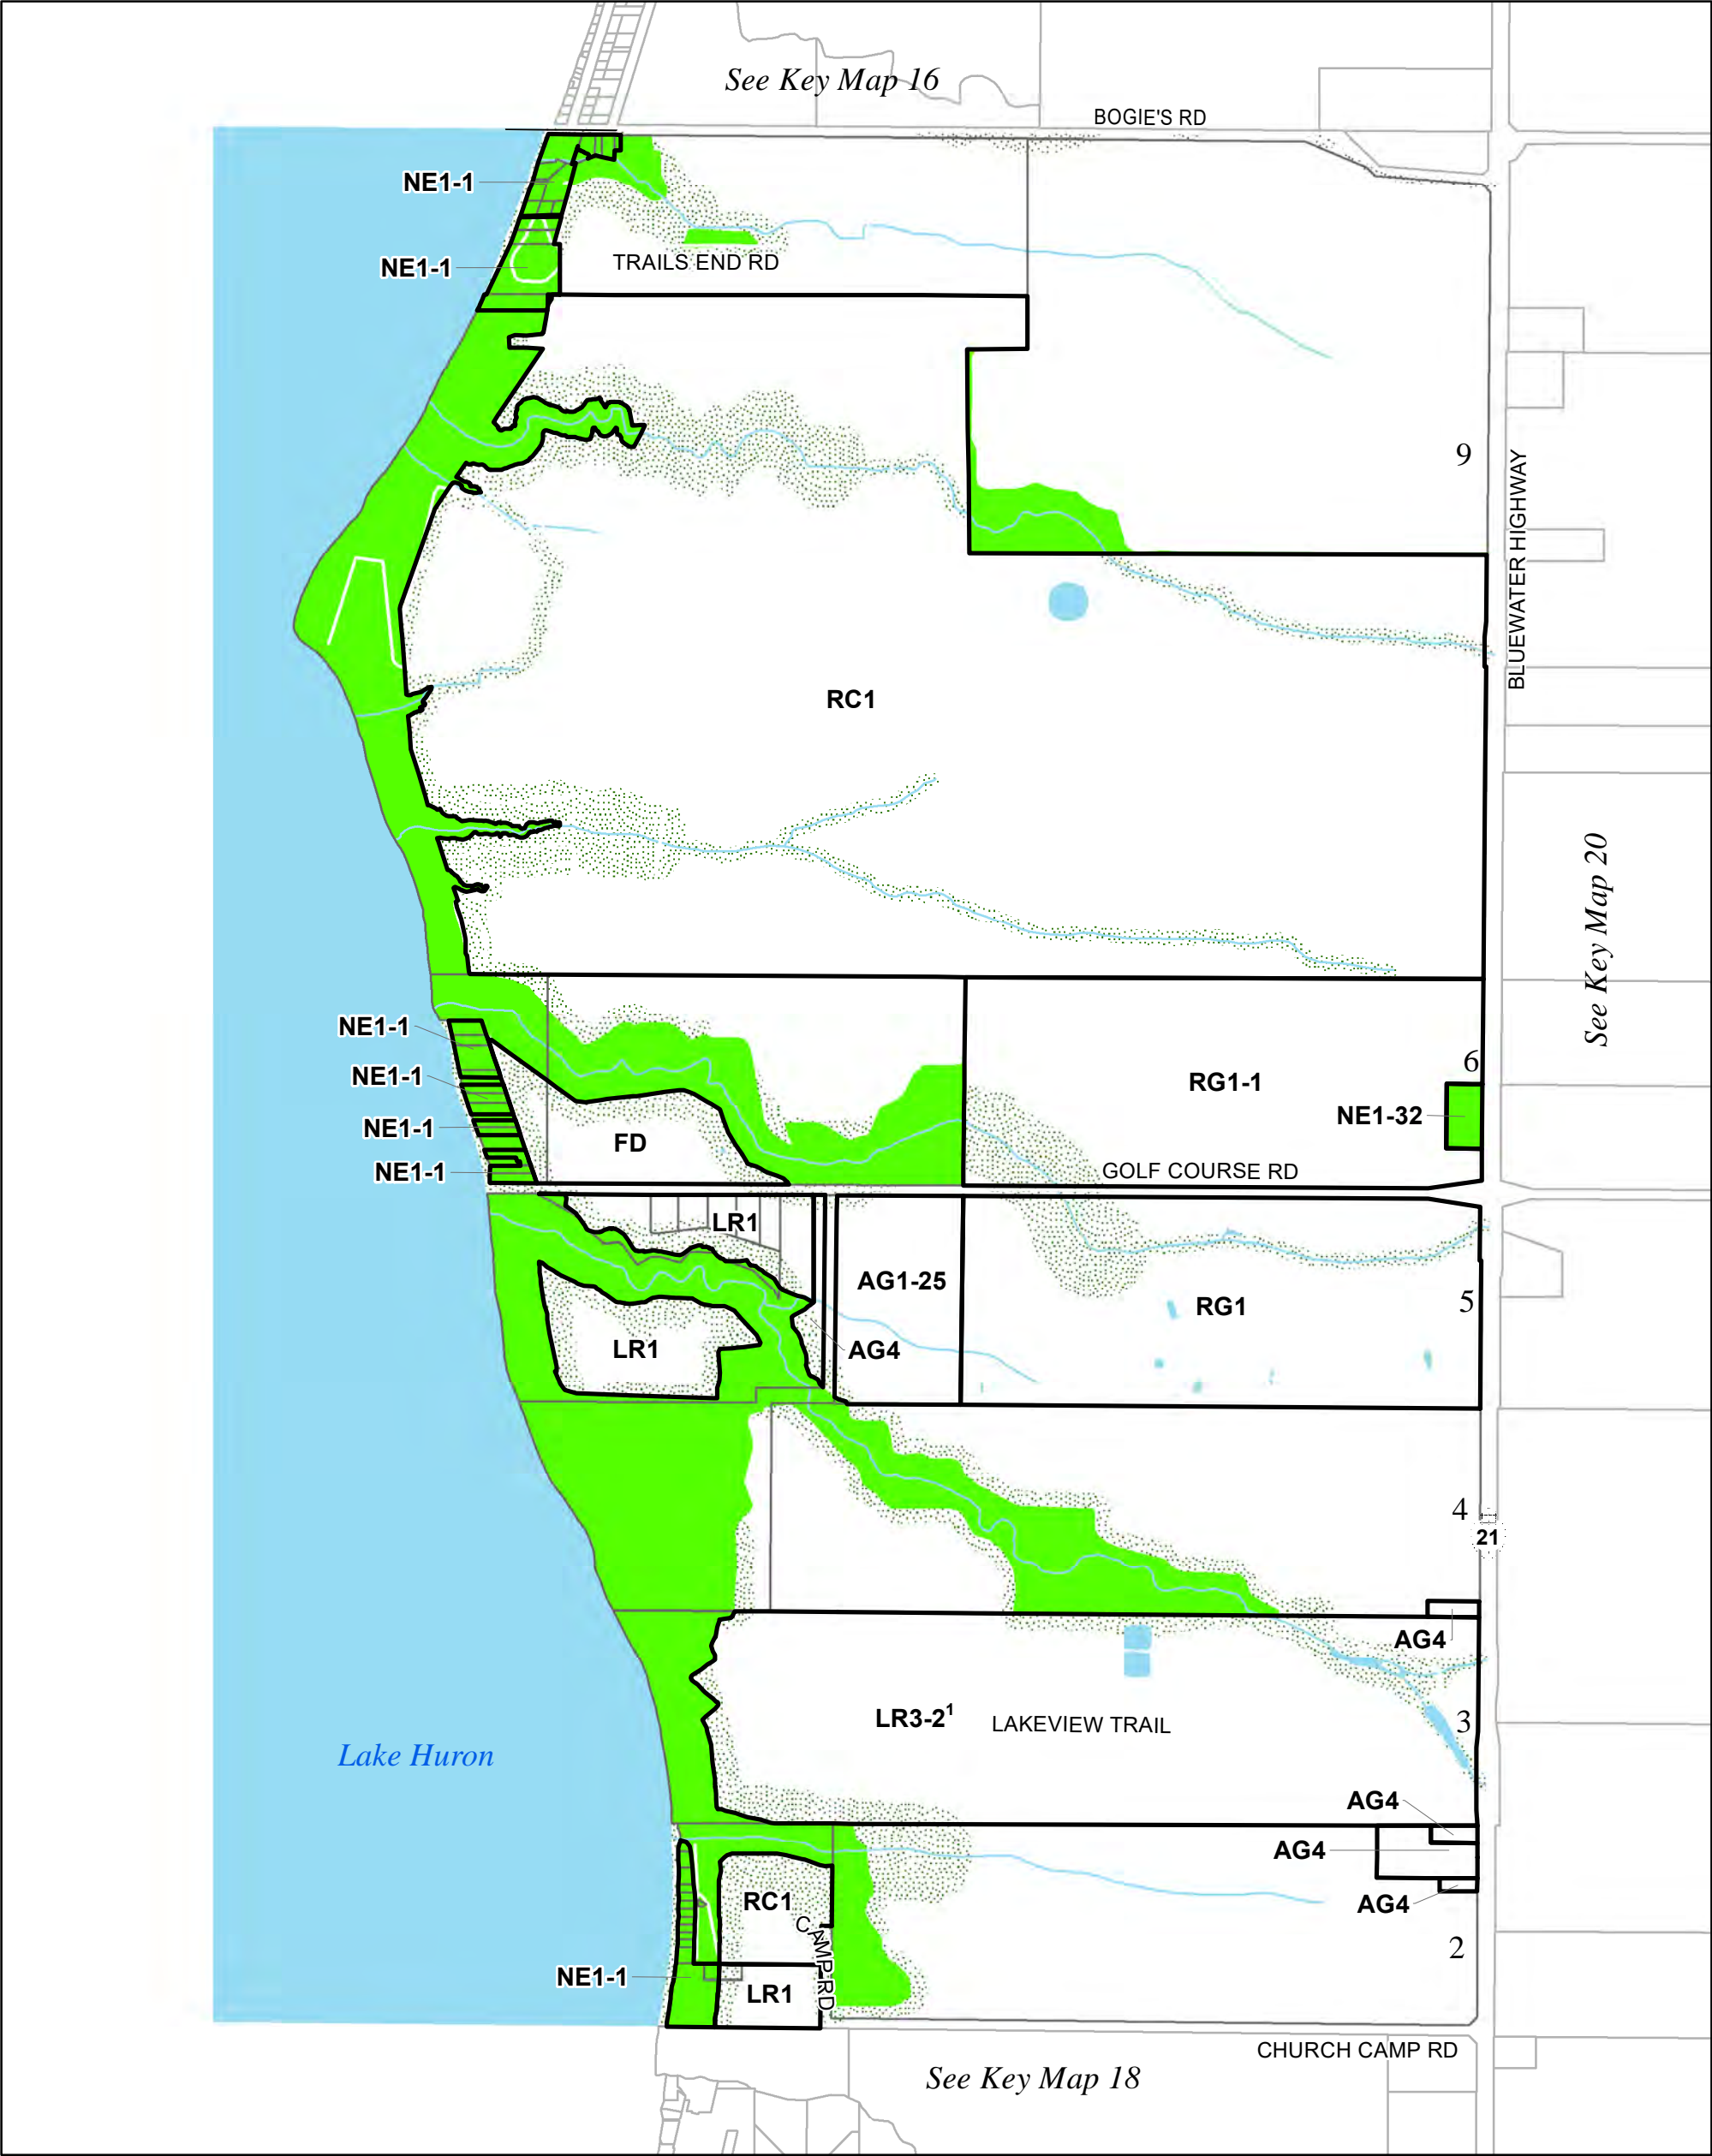 See Key Map 16
BOGIE'S RD
NE1-1
NE1-1
TRAILS END RD
9
BLUEWATER HIGHWAY
RC1
See Key Map 20
NE1-1
NE1-1
NE1-1
NE1-1
FD
RG1-1
6
NE1-32
GOLF COURSE RD
LR1
AG1-25
RG1
5
LR1
AG4
4
21
AG4
LR3-2¹
LAKEVIEW TRAIL
3
Lake Huron
AG4
AG4
AG4
RC1
CAMP RD
2
NE1-1
LR1
CHURCH CAMP RD
See Key Map 18